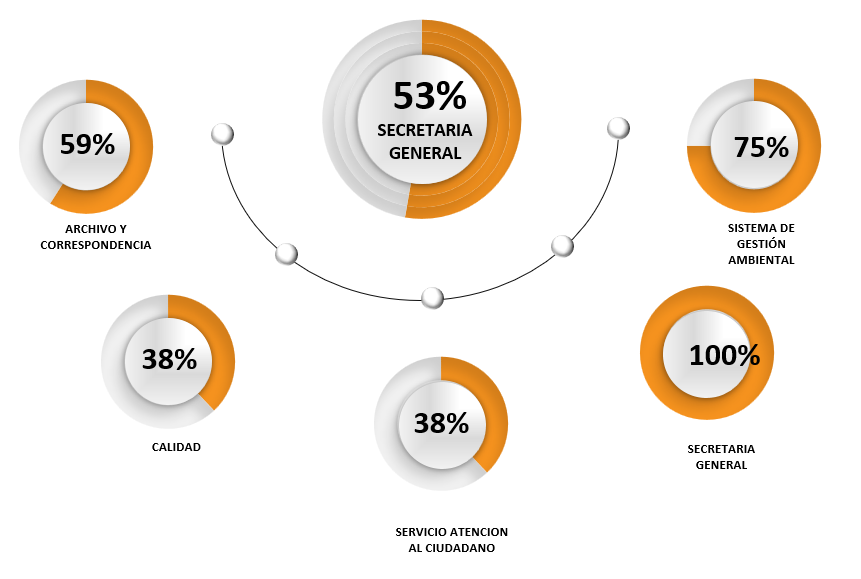 53%
SECRETARIA
GENERAL
59%
ARCHIVO Y
CORRESPONDENCIA
75%
SISTEMA DE
GESTIÓN
AMBIENTAL
38%
CALIDAD
38%
SERVICIO ATENCION
AL CIUDADANO
100%
SECRETARIA
GENERAL